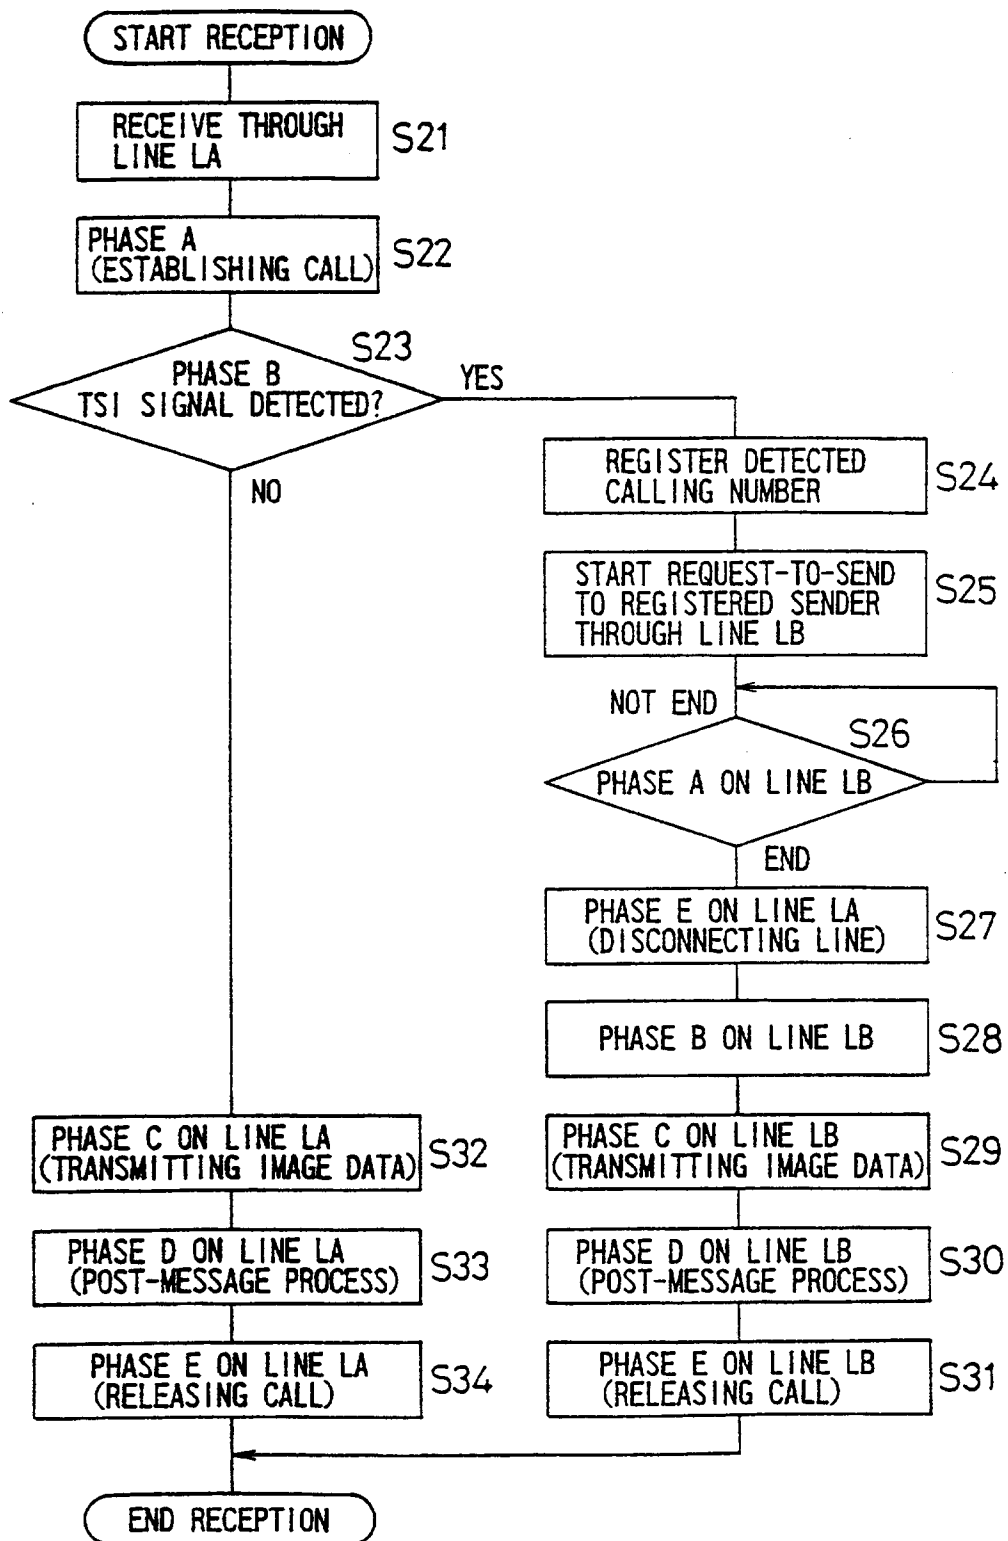 START RECEPTION
RECEIVE THROUGH
LINE LA
S21
PHASE A
(ESTABLISHING CALL)
S22
S23
PHASE B
TSI SIGNAL DETECTED?
YES
NO
REGISTER DETECTED
CALLING NUMBER
S24
START REQUEST-TO-SEND
TO REGISTERED SENDER
THROUGH LINE LB
S25
NOT END
S26
PHASE A ON LINE LB
END
PHASE E ON LINE LA
(DISCONNECTING LINE)
S27
PHASE B ON LINE LB
S28
PHASE C ON LINE LA
(TRANSMITTING IMAGE DATA)
S32
PHASE C ON LINE LB
(TRANSMITTING IMAGE DATA)
S29
PHASE D ON LINE LA
(POST-MESSAGE PROCESS)
S33
PHASE D ON LINE LB
(POST-MESSAGE PROCESS)
S30
PHASE E ON LINE LA
(RELEASING CALL)
S34
PHASE E ON LINE LB
(RELEASING CALL)
S31
END RECEPTION